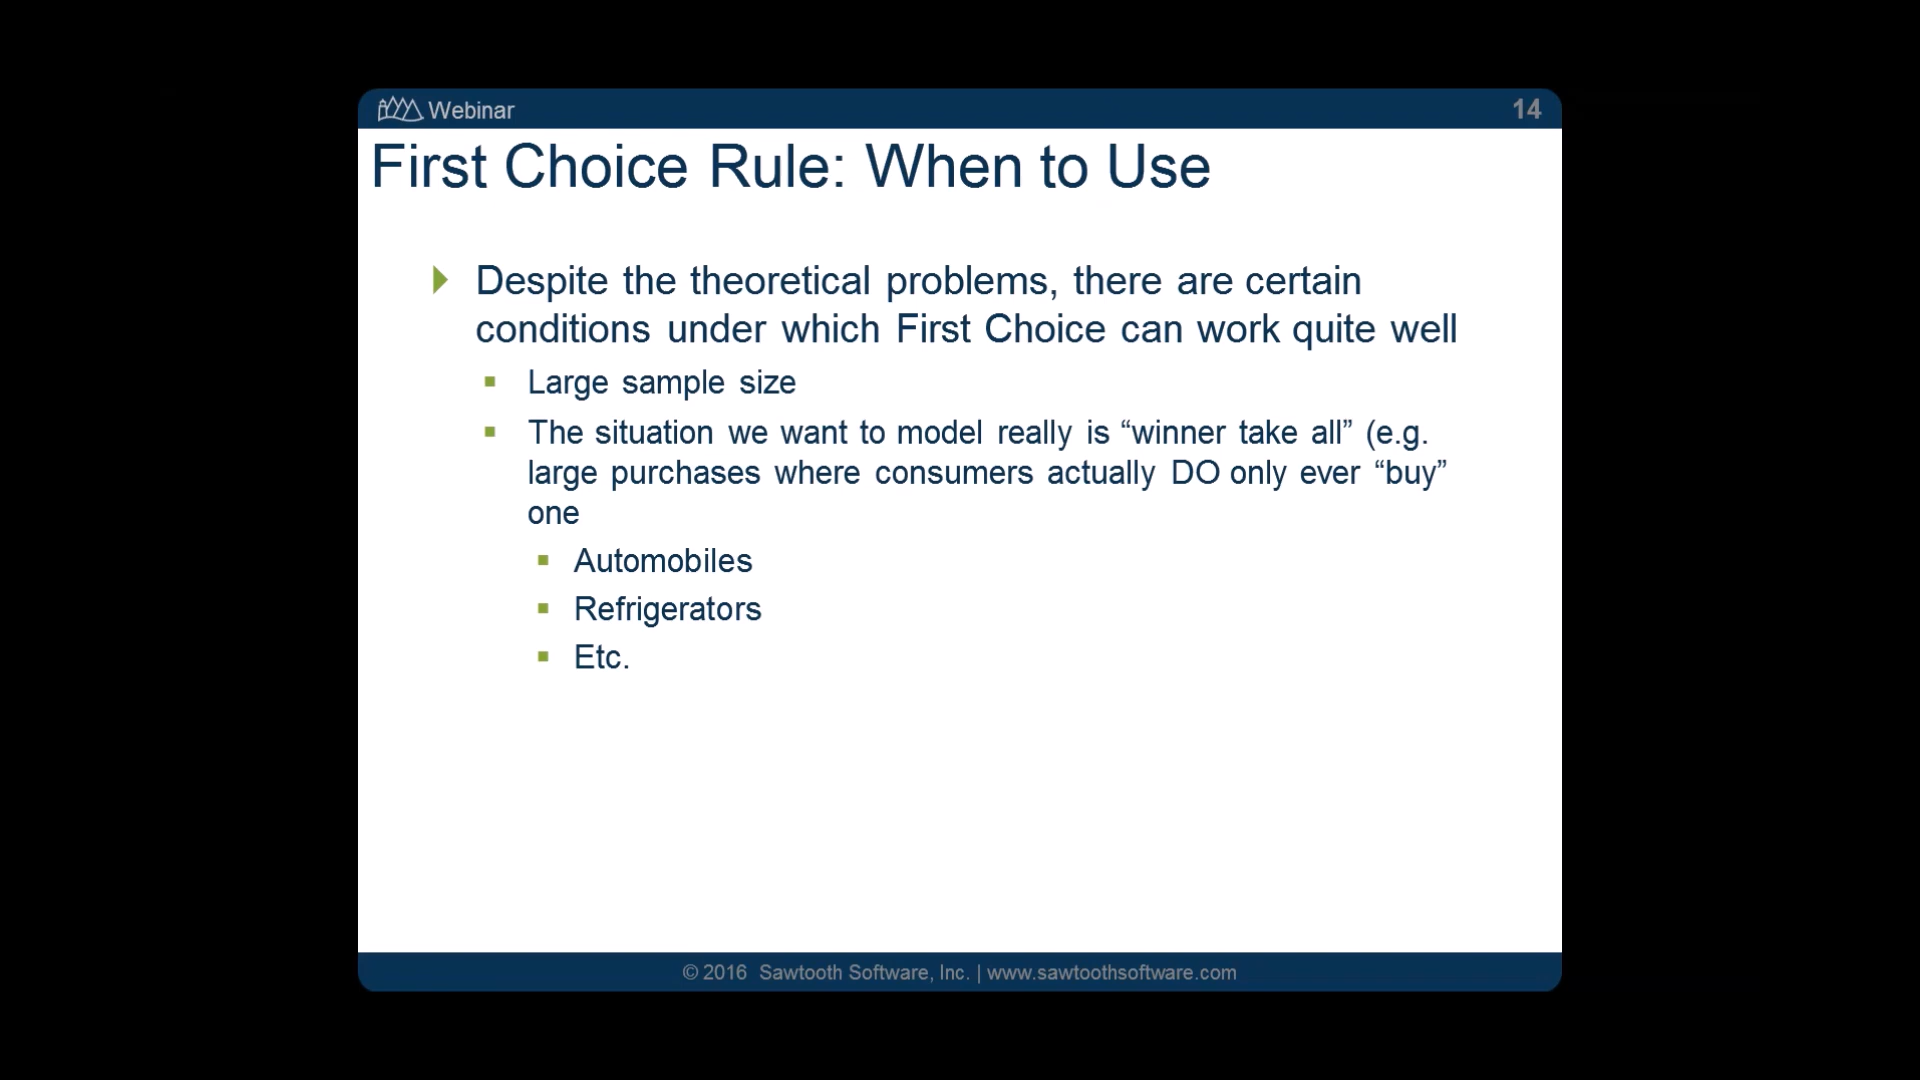 Webinar
14
First Choice Rule: When to Use
Despite the theoretical problems, there are certain
conditions under which First Choice can work quite well
Large sample size
The situation we want to model really is “winner take all” (e.g.
large purchases where consumers actually DO only ever “buy”
one
Automobiles
Refrigerators
Etc.
© 2016 Sawtooth Software, Inc. | www.sawtoothsoftware.com